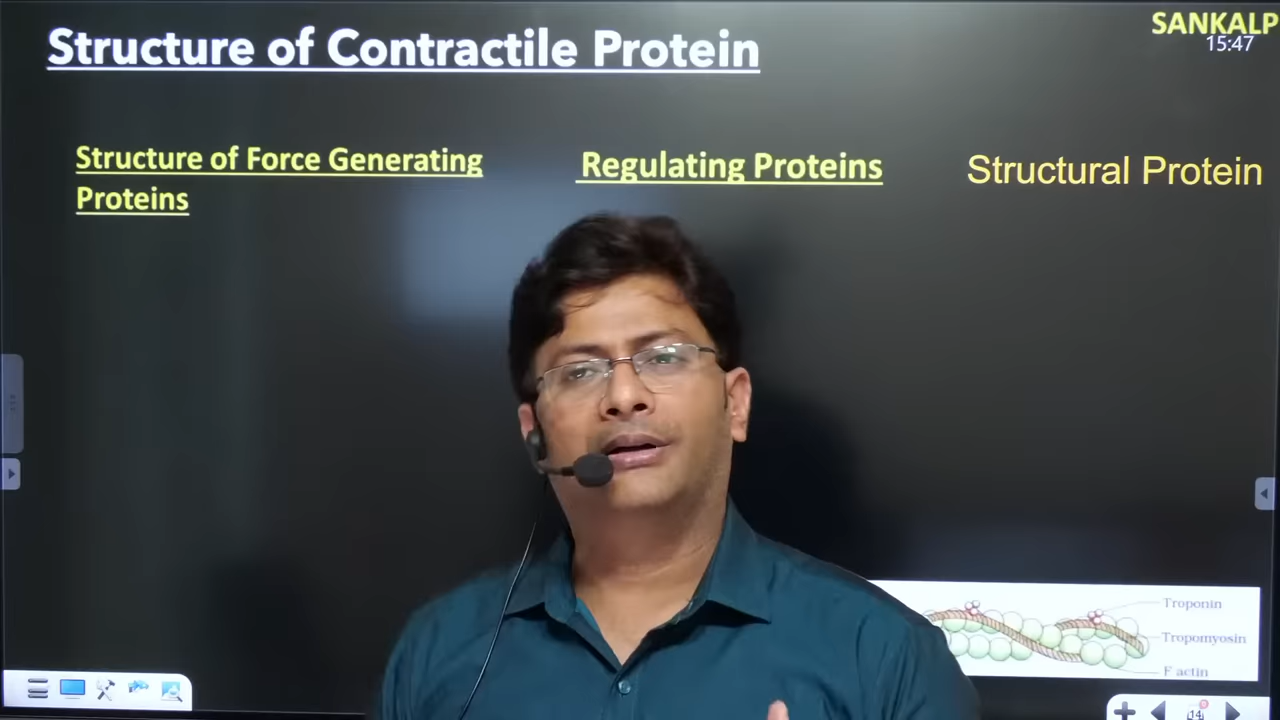 Structure of Contractile Protein
SANKALP
15:47
Structure of Force Generating
Proteins
Regulating Proteins
Structural Protein
Troponin
Tropomyosin
F actin
14